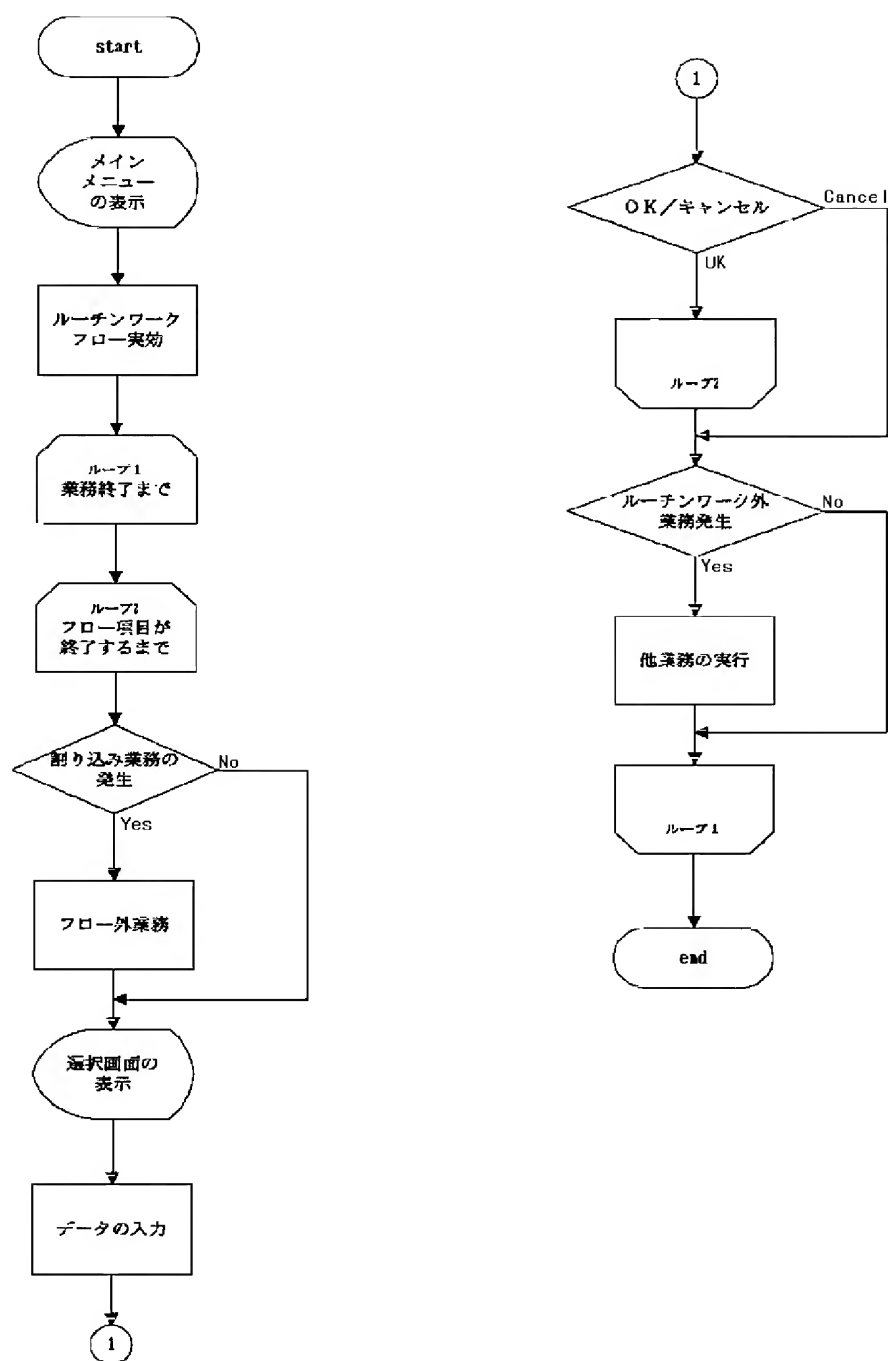 start
メイン
メニュー
の表示
ルーチンワーク
フロー実効
ループ1
業務終了まで
ループ2
フロー項目が
終了するまで
割り込み業務の
発生
No
Yes
フロー外業務
選択画面の
表示
データの入力
1
1
OK/キャンセル
Cancel
OK
ループ2
ルーチンワーク外
業務発生
No
Yes
他業務の実行
ループ1
end